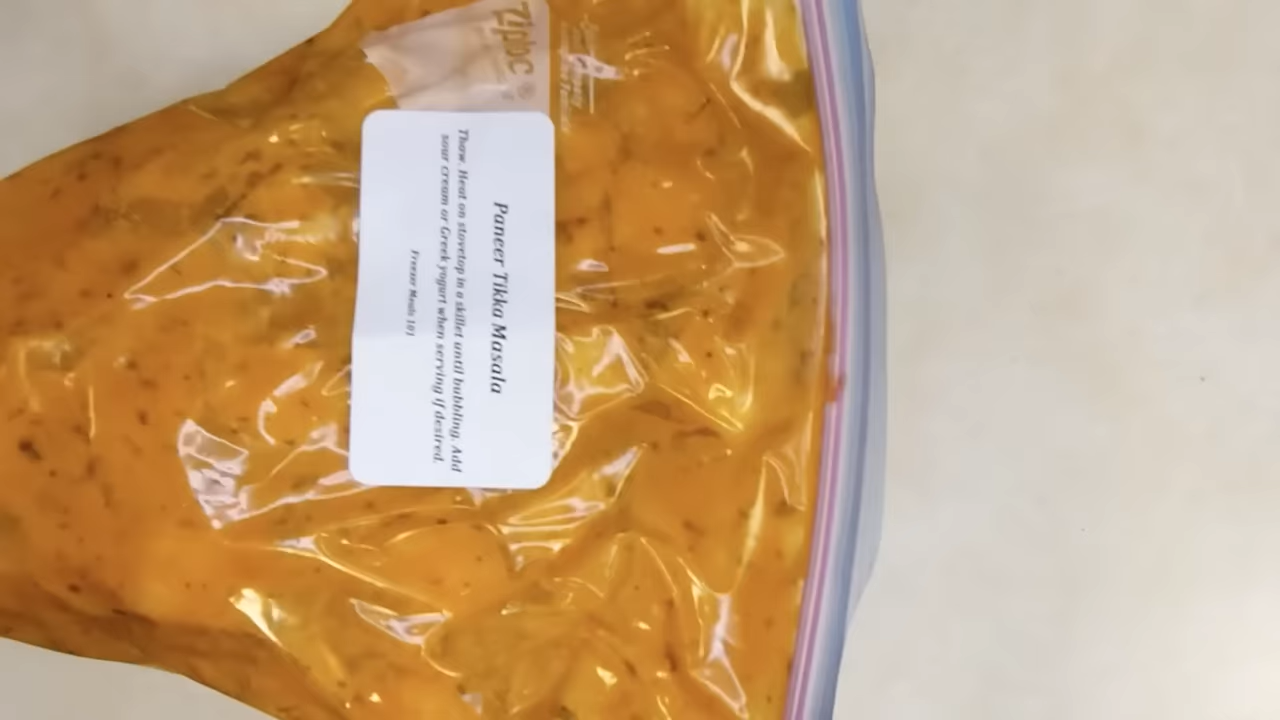 Ziploc
Paneer Tikka Masala
Thaw. Heat on stovetop in a skillet until bubbling. Add
sour cream or Greek yogurt when serving if desired.
Freezer Meals 101